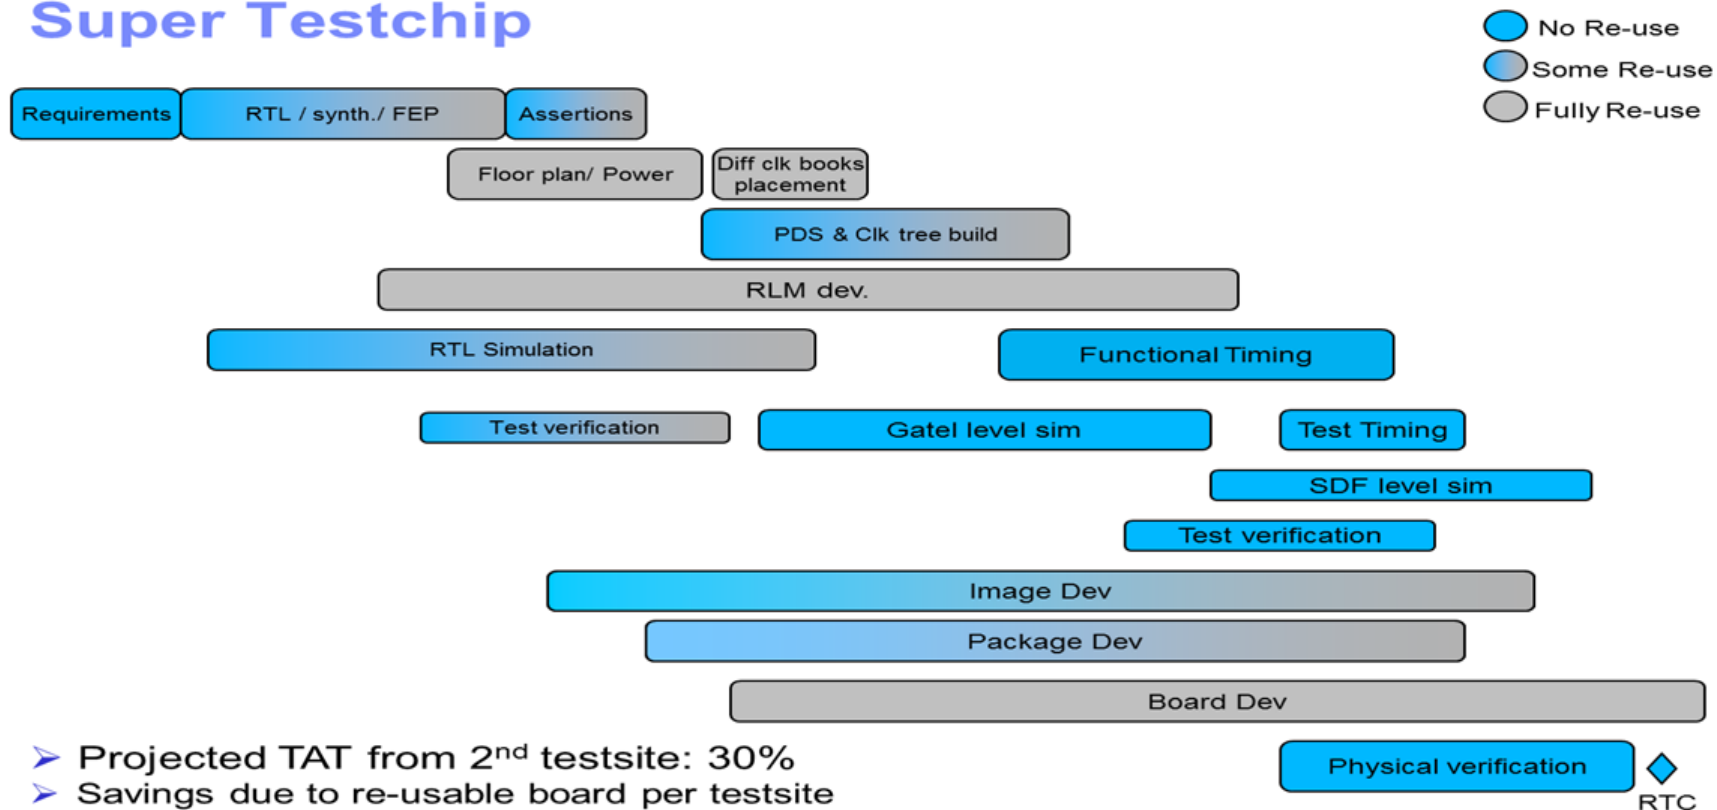 Super Testchip
No Re-use
Some Re-use
Fully Re-use
Requirements
RTL / synth./ FEP
Assertions
Floor plan/ Power
Diff clk books
placement
PDS & Clk tree build
RLM dev.
RTL Simulation
Functional Timing
Test verification
Gatel level sim
Test Timing
SDF level sim
Test verification
Image Dev
Package Dev
Board Dev
➢ Projected TAT from 2nd testsite: 30%
Physical verification
➢ Savings due to re-usable board per testsite
RTC